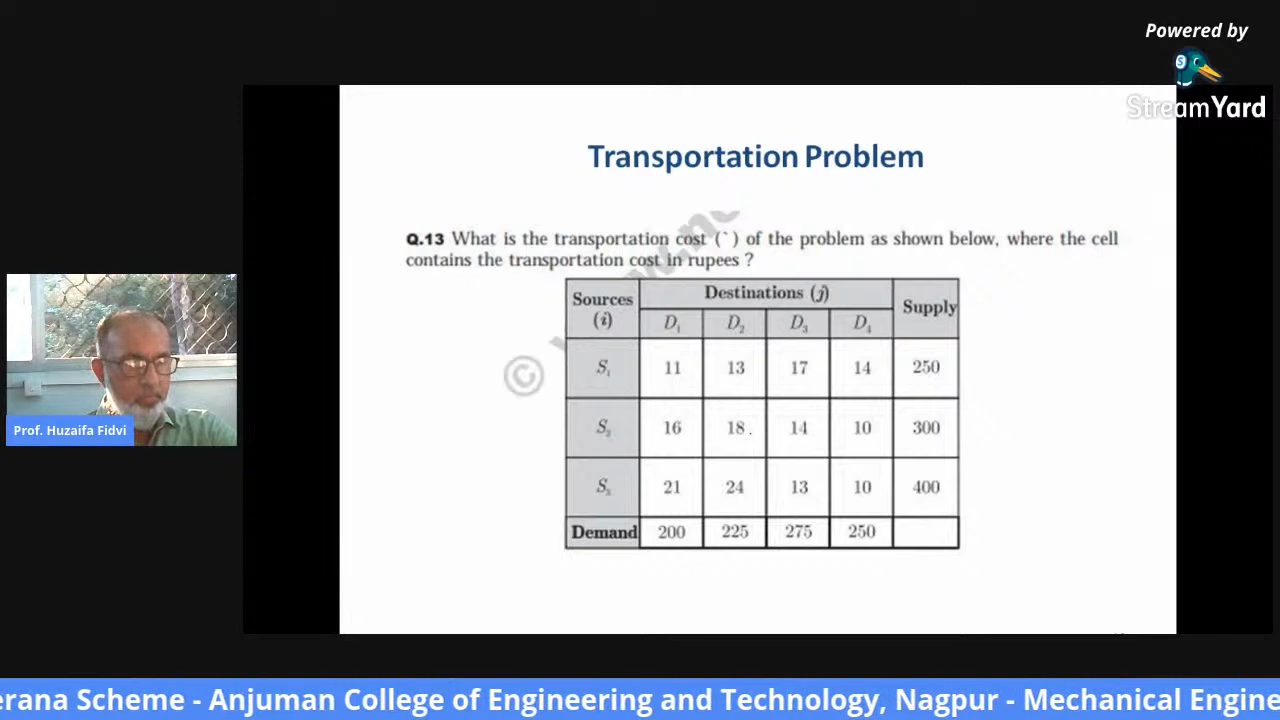 Powered by
StreamYard
Transportation Problem
Q.13 What is the transportation cost (`) of the problem as shown below, where the cell
contains the transportation cost in rupees ?
Sources (i) Destinations (j) Supply
D₁ D₂ D₃ D₄
S₁ 11 13 17 14 250
S₂ 16 18 . 14 10 300
S₃ 21 24 13 10 400
Demand 200 225 275 250
©
Prof. Huzaifa Fidvi
erana Scheme - Anjuman College of Engineering and Technology, Nagpur - Mechanical Engine